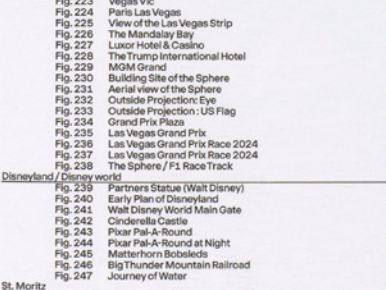 Fig. 223 Vegas Vic
Fig. 224 Paris Las Vegas
Fig. 225 View of the Las Vegas Strip
Fig. 226 The Mandalay Bay
Fig. 227 Luxor Hotel & Casino
Fig. 228 The Trump International Hotel
Fig. 229 MGM Grand
Fig. 230 Building Site of the Sphere
Fig. 231 Aerial view of the Sphere
Fig. 232 Outside Projection: Eye
Fig. 233 Outside Projection : US Flag
Fig. 234 Grand Prix Plaza
Fig. 235 Las Vegas Grand Prix
Fig. 236 Las Vegas Grand Prix Race 2024
Fig. 237 Las Vegas Grand Prix Race 2024
Fig. 238 The Sphere / F1 Race Track
Disneyland / Disney world
Fig. 239 Partners Statue (Walt Disney)
Fig. 240 Early Plan of Disneyland
Fig. 241 Walt Disney World Main Gate
Fig. 242 Cinderella Castle
Fig. 243 Pixar Pal-A-Round
Fig. 244 Pixar Pal-A-Round at Night
Fig. 245 Matterhorn Bobsleds
Fig. 246 Big Thunder Mountain Railroad
Fig. 247 Journey of Water
St. Moritz